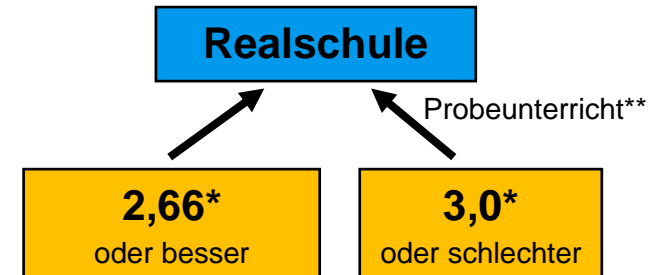 Realschule
Probeunterricht**
2,66*
oder besser
3,0*
oder schlechter